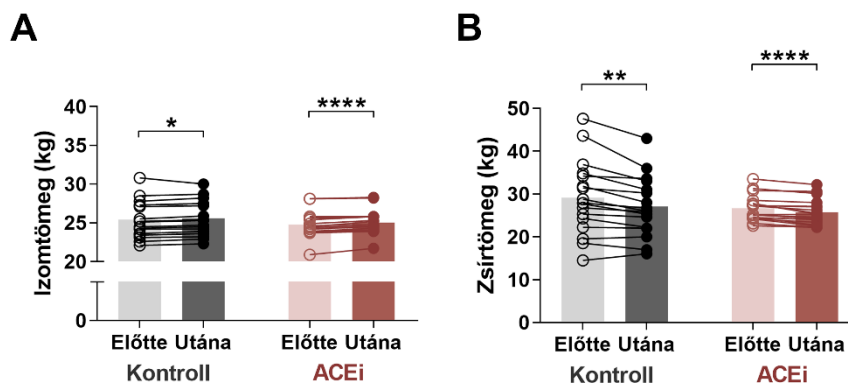 A
Izomtömeg (kg)
40
35
30
25
20
0
*
****
Előtte Utána Előtte Utána
Kontroll ACEi
B
Zsírtömeg (kg)
50
40
30
20
10
0
**
****
Előtte Utána Előtte Utána
Kontroll ACEi